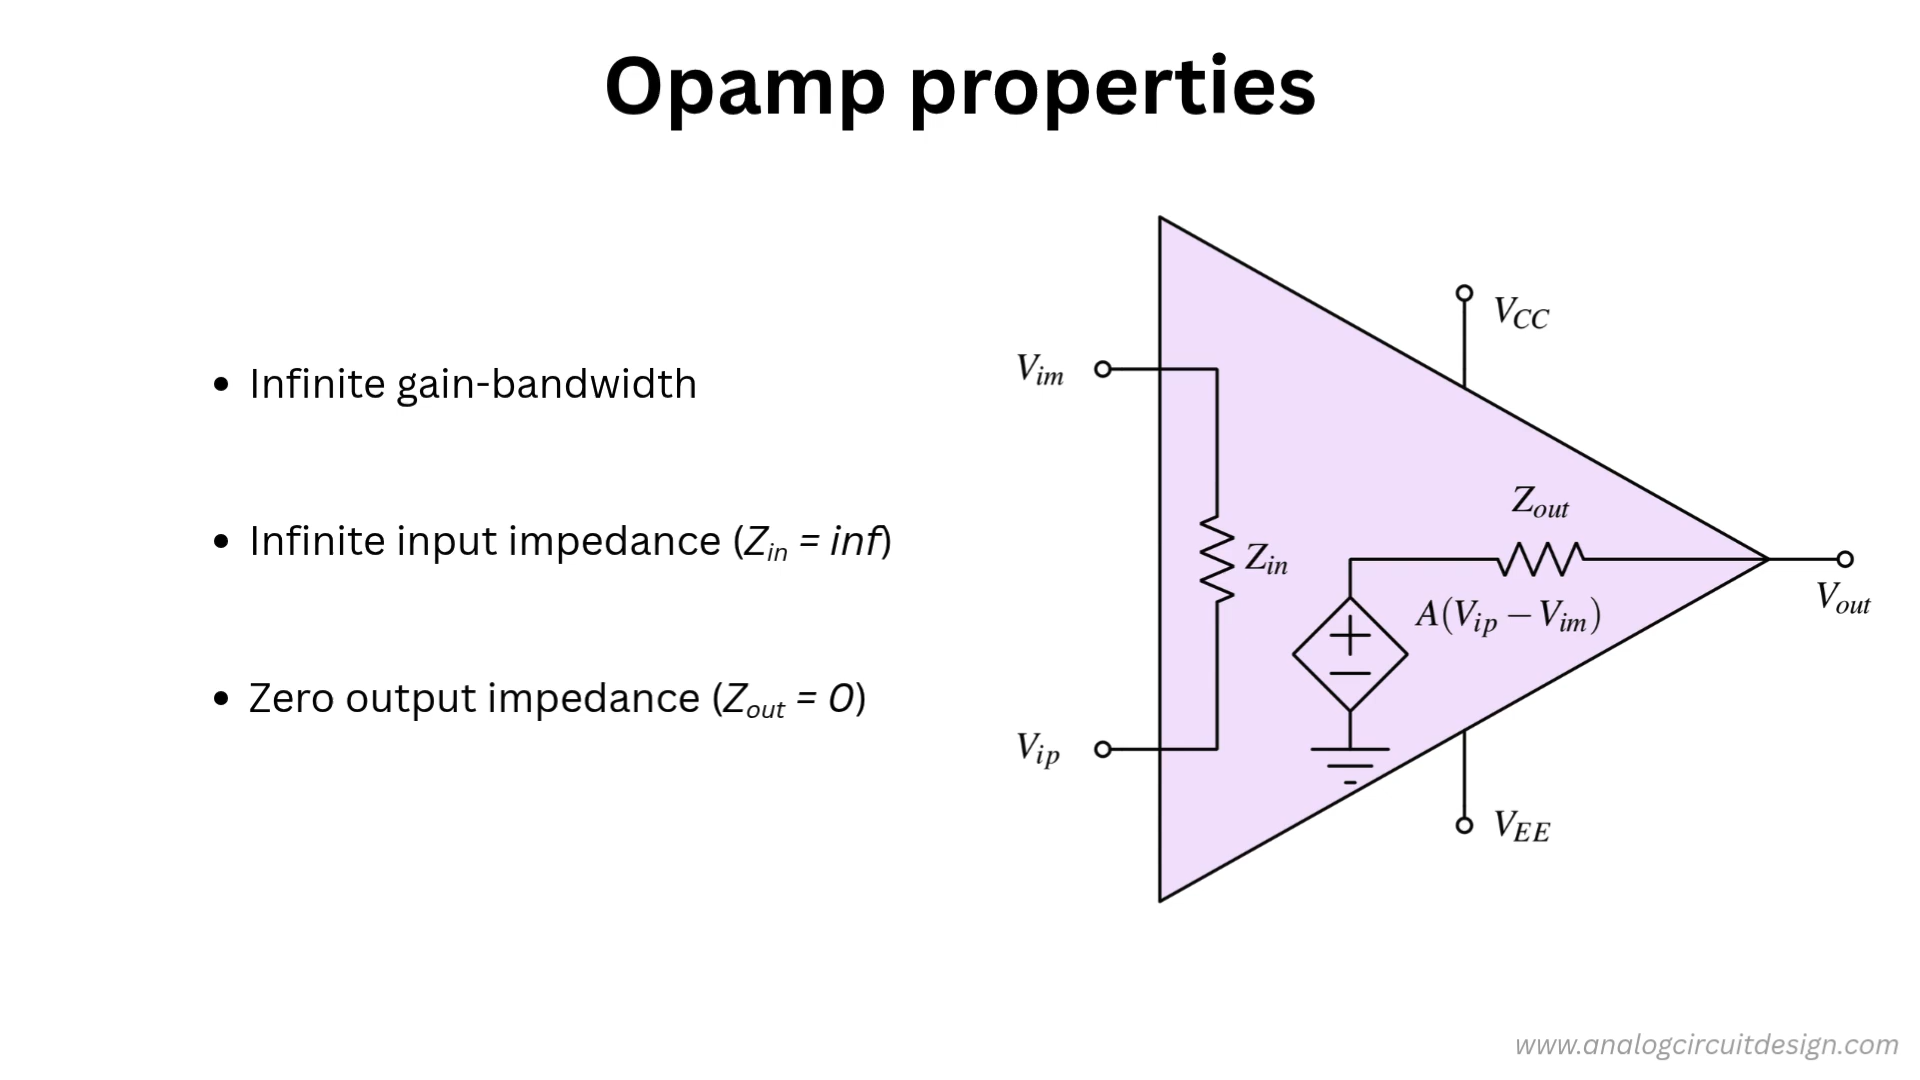 Opamp properties
• Infinite gain-bandwidth
• Infinite input impedance (Zin = inf)
• Zero output impedance (Zout = 0)
VCC
Vim
Zout
Zin
A(Vip − Vim)
Vout
Vip
VEE
www.analogcircuitdesign.com